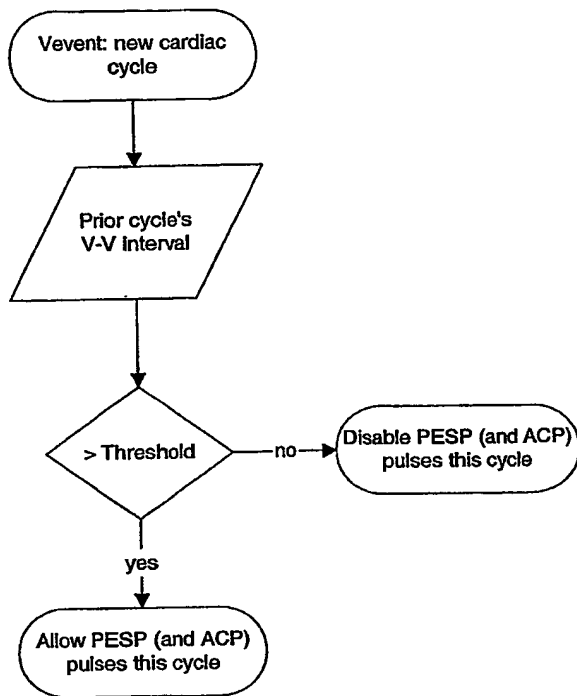 Vevent: new cardiac
cycle
Prior cycle's
V-V Interval
> Threshold
no
Disable PESP (and ACP)
pulses this cycle
yes
Allow PESP (and ACP)
pulses this cycle